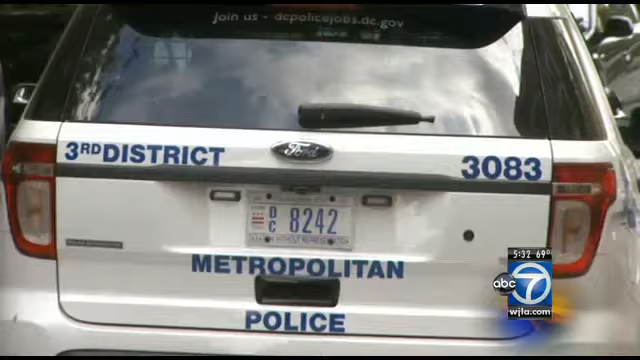 Join us - dcpolicejobs.dc.gov
Ford
3RD DISTRICT
3083
DC 8242
METROPOLITAN
POLICE
5:32 69°
abc 7
wjla.com